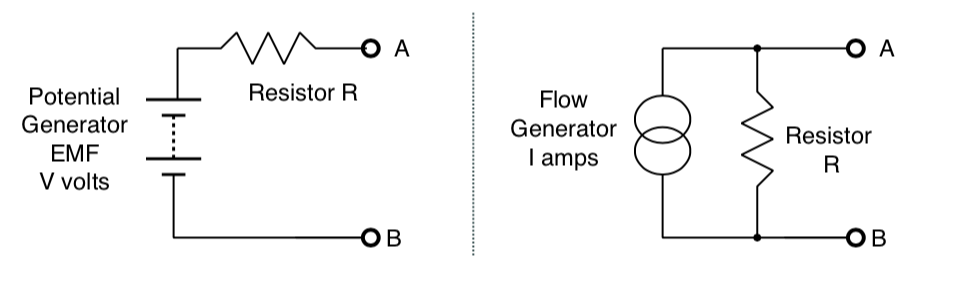 A
Resistor R
Potential
Generator
EMF
V volts
B
A
Flow
Generator
I amps
Resistor
R
B